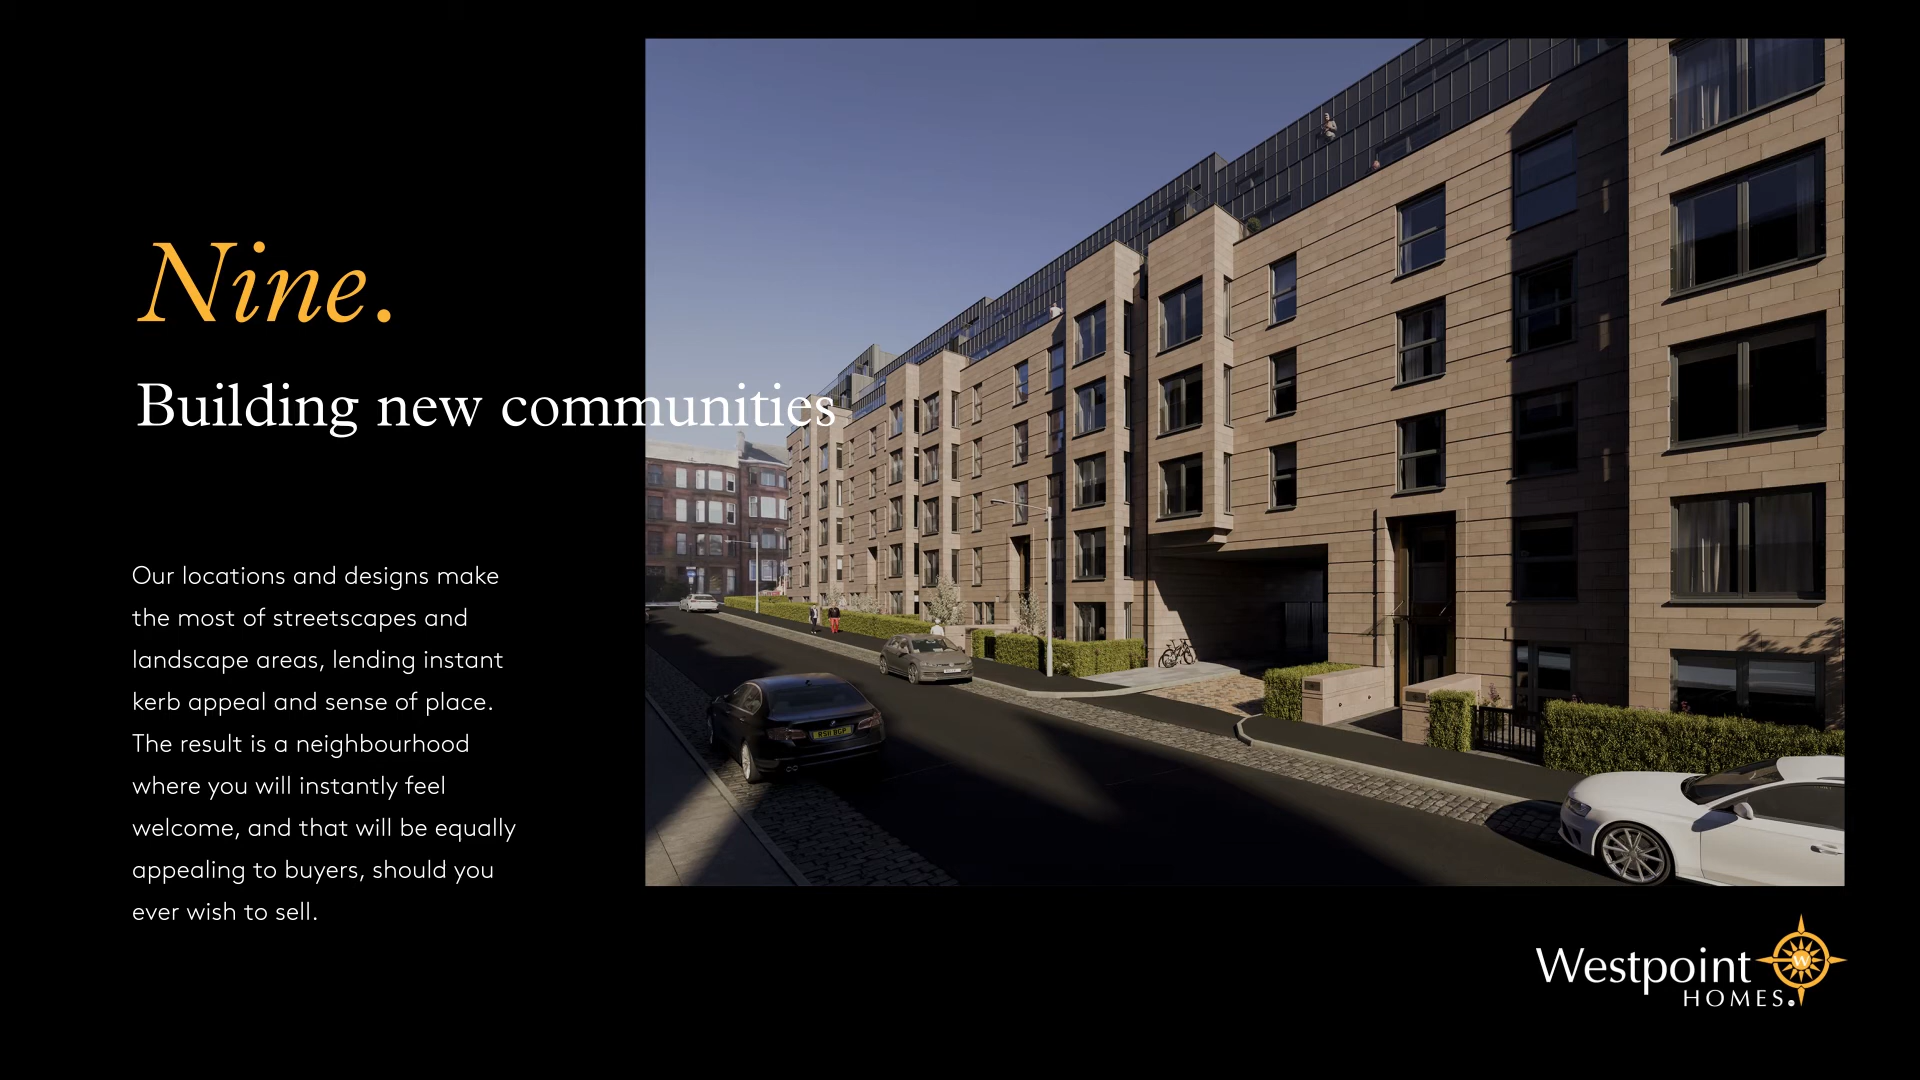 Nine.
Building new communities
Our locations and designs make
the most of streetscapes and
landscape areas, lending instant
kerb appeal and sense of place.
The result is a neighbourhood
where you will instantly feel
welcome, and that will be equally
appealing to buyers, should you
ever wish to sell.
Westpoint
W
HOMES.